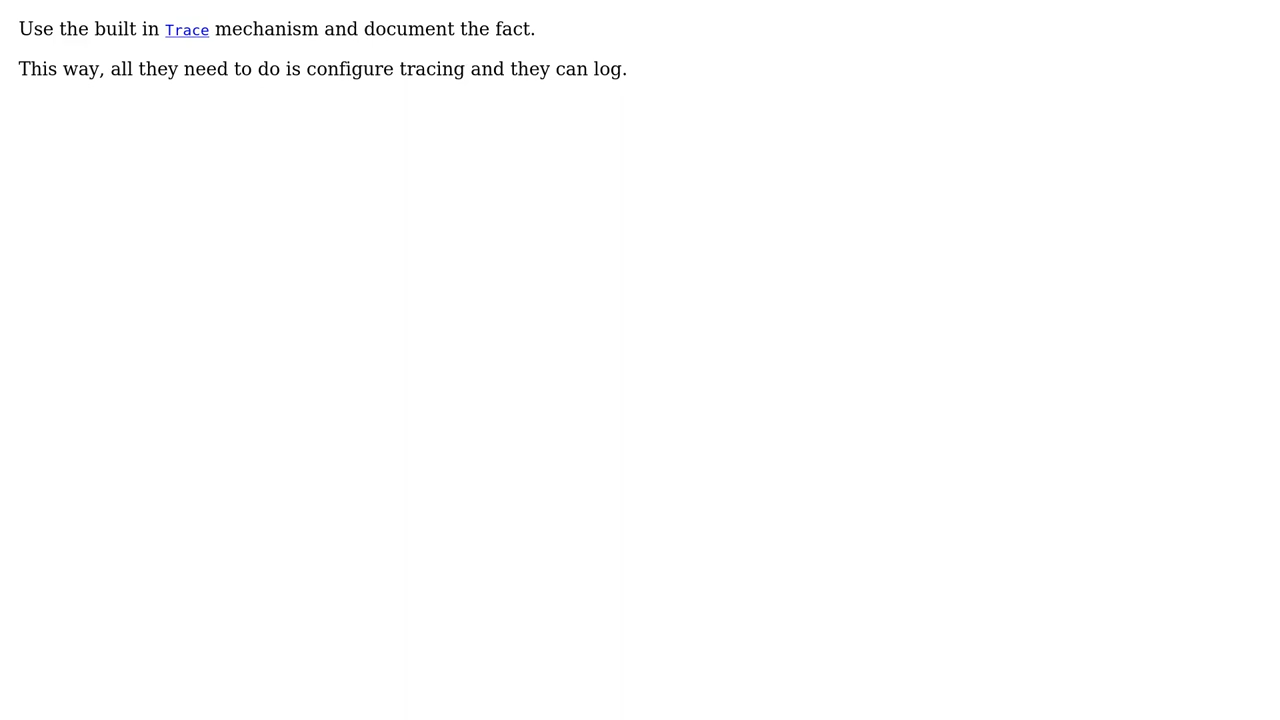 Use the built in Trace mechanism and document the fact.
This way, all they need to do is configure tracing and they can log.